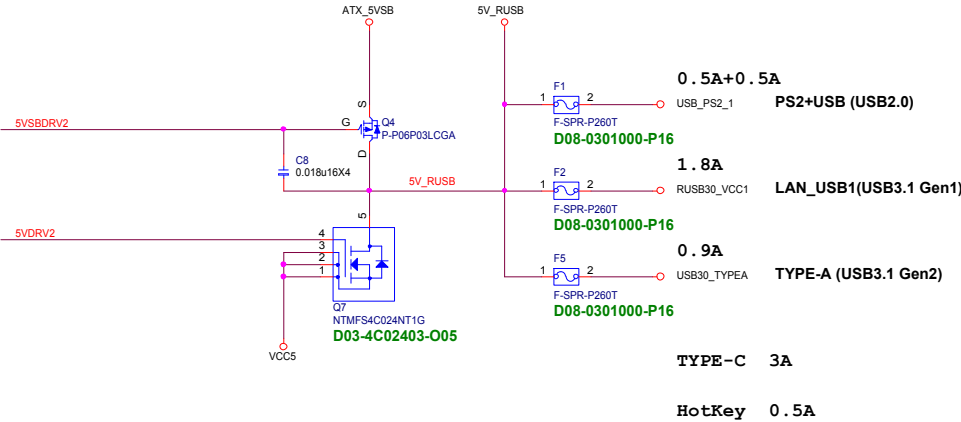 ATX_5VSB
5V_RUSB
0.5A+0.5A
F1
1
2
USB_PS2_1
PS2+USB (USB2.0)
F-SPR-P260T
D08-0301000-P16
S
G
Q4
P-P06P03LCGA
D
5VSBDRV2
C8
0.018u16X4
5V_RUSB
1.8A
F2
1
2
RUSB30_VCC1
LAN_USB1(USB3.1 Gen1)
F-SPR-P260T
D08-0301000-P16
5
5VDRV2
4
3
2
1
Q7
NTMFS4C024NT1G
D03-4C02403-O05
VCC5
0.9A
F5
1
2
USB30_TYPEA
TYPE-A (USB3.1 Gen2)
F-SPR-P260T
D08-0301000-P16
TYPE-C 3A
HotKey 0.5A